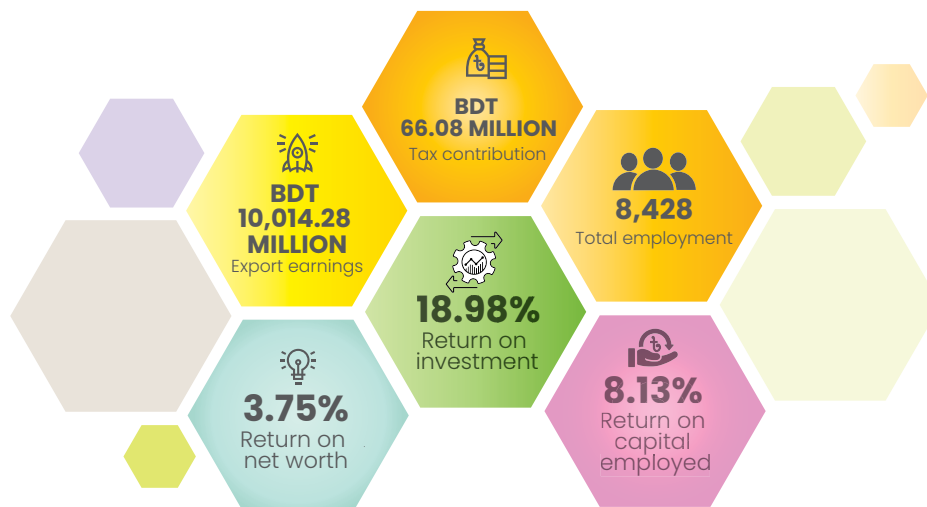 BDT
66.08 MILLION
Tax contribution
BDT
10,014.28
MILLION
Export earnings
8,428
Total employment
18.98%
Return on
investment
3.75%
Return on
net worth
8.13%
Return on
capital
employed